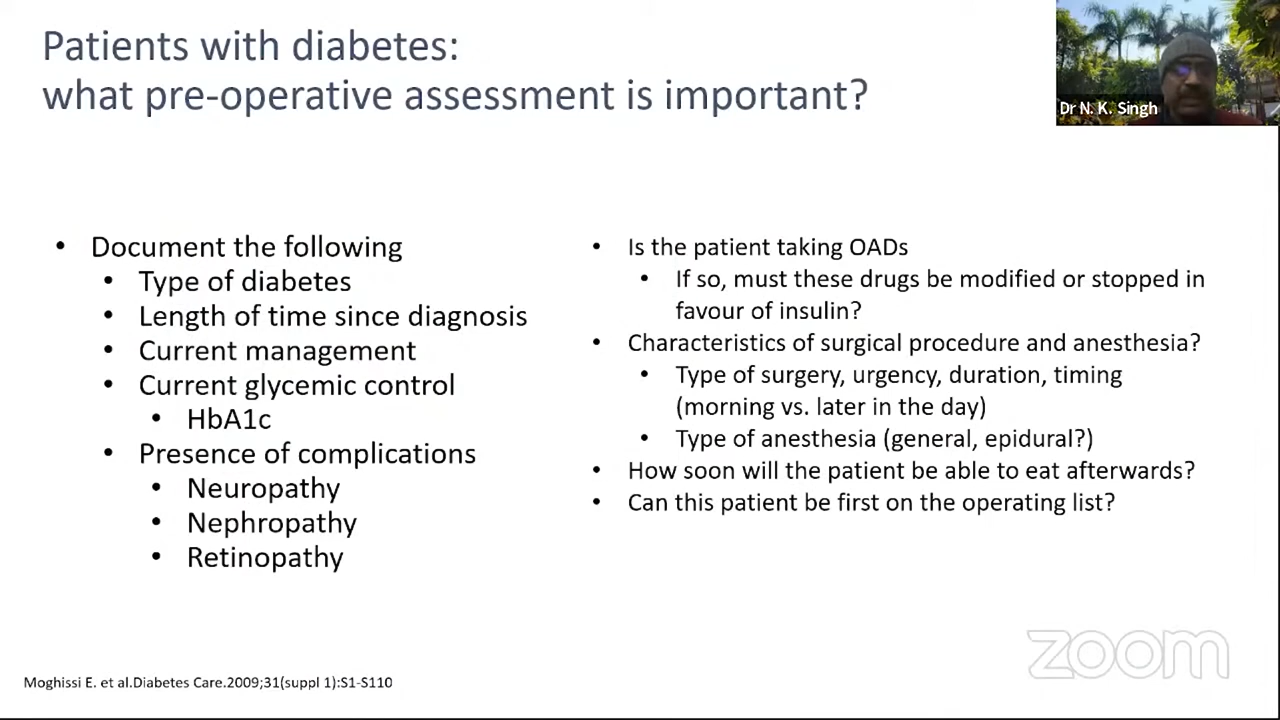 Patients with diabetes:
what pre-operative assessment is important?
Dr N. K. Singh
• Document the following
• Type of diabetes
• Length of time since diagnosis
• Current management
• Current glycemic control
• HbA1c
• Presence of complications
• Neuropathy
• Nephropathy
• Retinopathy
• Is the patient taking OADs
• If so, must these drugs be modified or stopped in
favour of insulin?
• Characteristics of surgical procedure and anesthesia?
• Type of surgery, urgency, duration, timing
(morning vs. later in the day)
• Type of anesthesia (general, epidural?)
• How soon will the patient be able to eat afterwards?
• Can this patient be first on the operating list?
Moghissi E. et al.Diabetes Care.2009;31(suppl 1):S1-S110
zoom